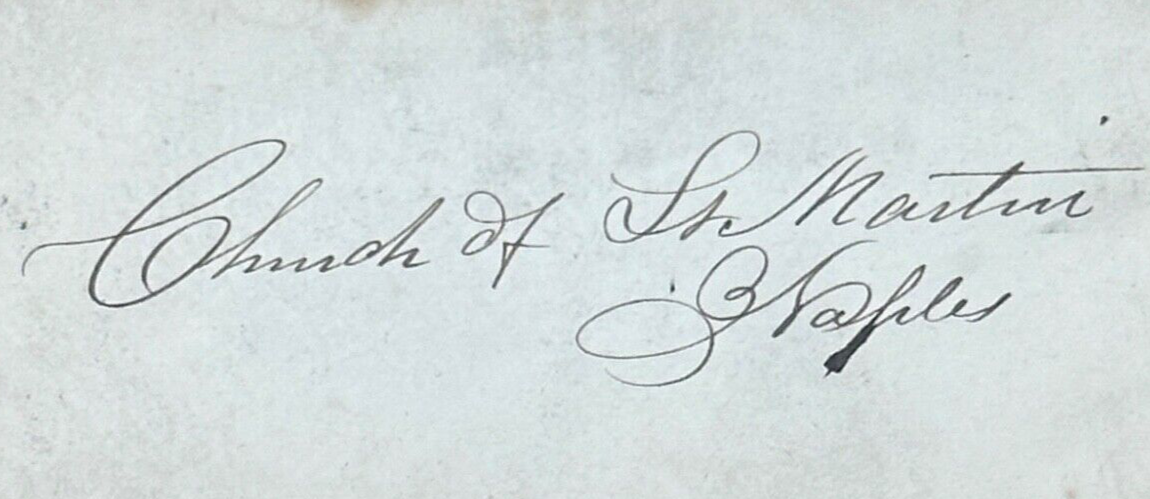 Church of St. Martin
Naples